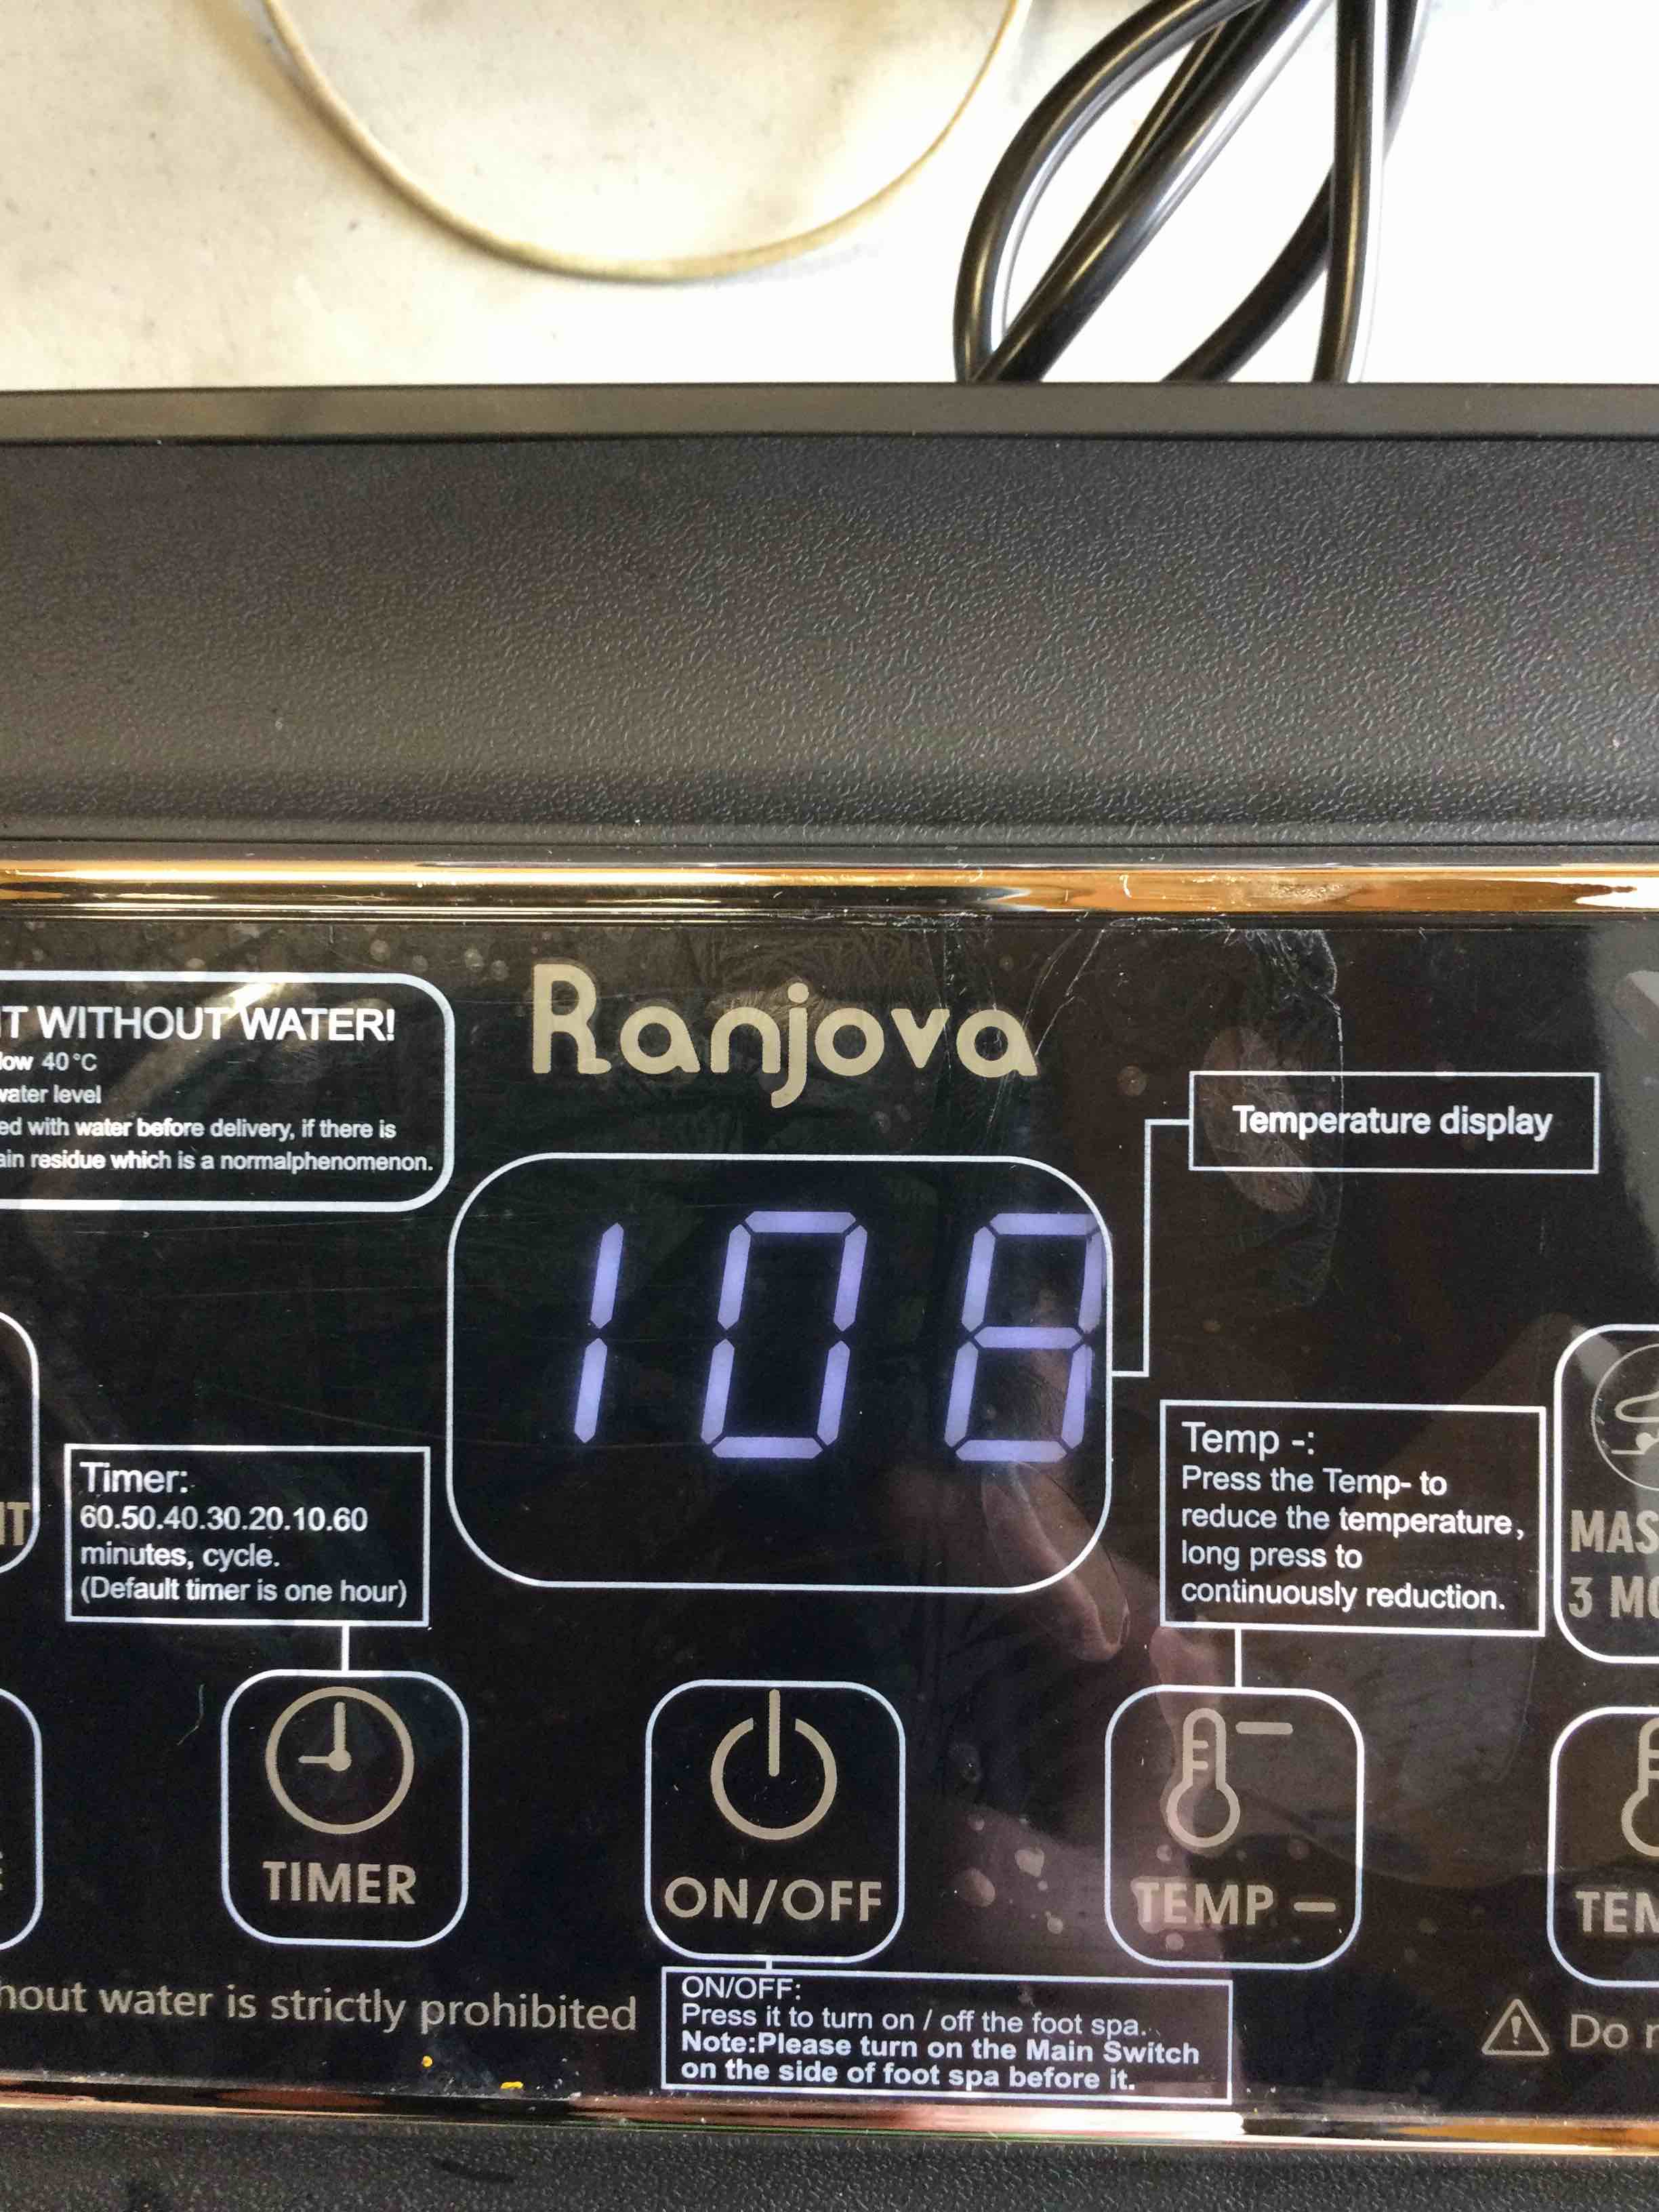 Ranjova
T WITHOUT WATER!
low 40°C
water level
ed with water before delivery, if there is
ain residue which is a normalphenomenon.
Temperature display
108
Timer:
60.50.40.30.20.10.60
minutes, cycle.
(Default timer is one hour)
Temp -:
Press the Temp- to
reduce the temperature,
long press to
continuously reduction.
MAS
3 MO
TIMER
ON/OFF
TEMP −
TEM
hout water is strictly prohibited
ON/OFF:
Press it to turn on / off the foot spa.
Note:Please turn on the Main Switch
on the side of foot spa before it.
Do n